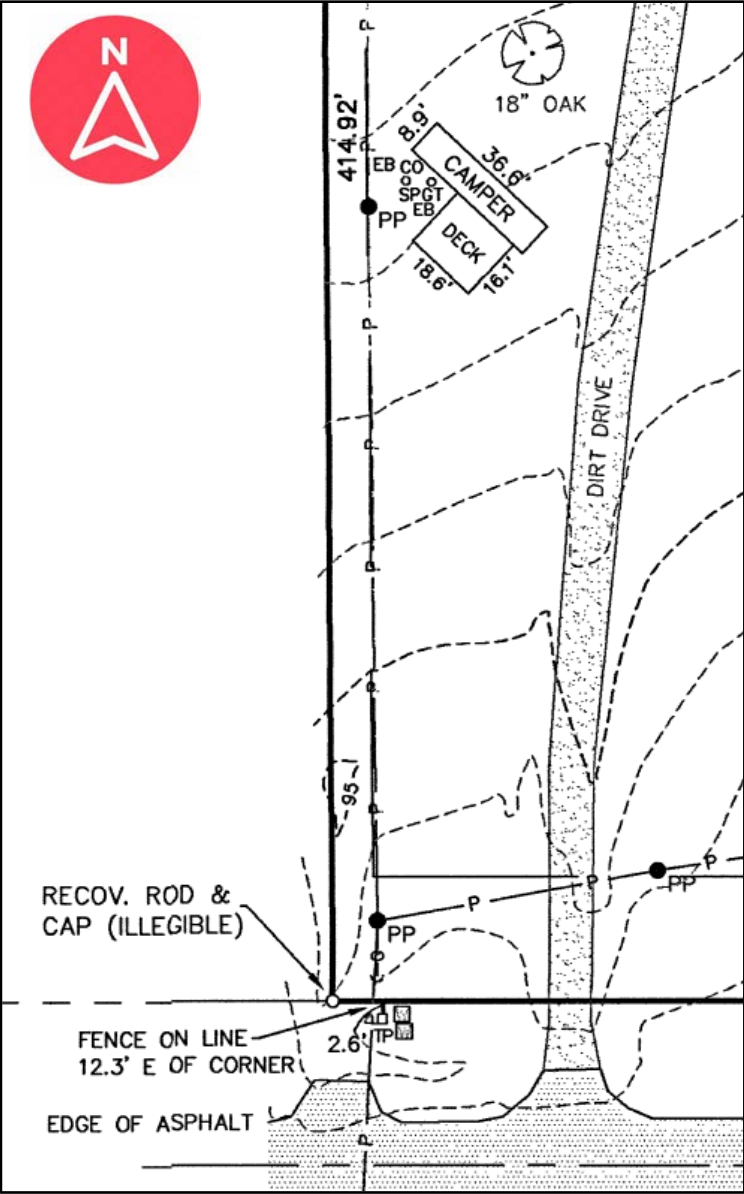 N
P
18" OAK
414.92'
8.9'
P
36.6'
CAMPER
EB CO
SPGT
EB
PP
DECK
18.6'
16.1'
P
DIRT DRIVE
P
P
P
95
P
P
P
P
PP
RECOV. ROD &
CAP (ILLEGIBLE)
PP
FENCE ON LINE
12.3' E OF CORNER
2.6'
TP
EDGE OF ASPHALT
P